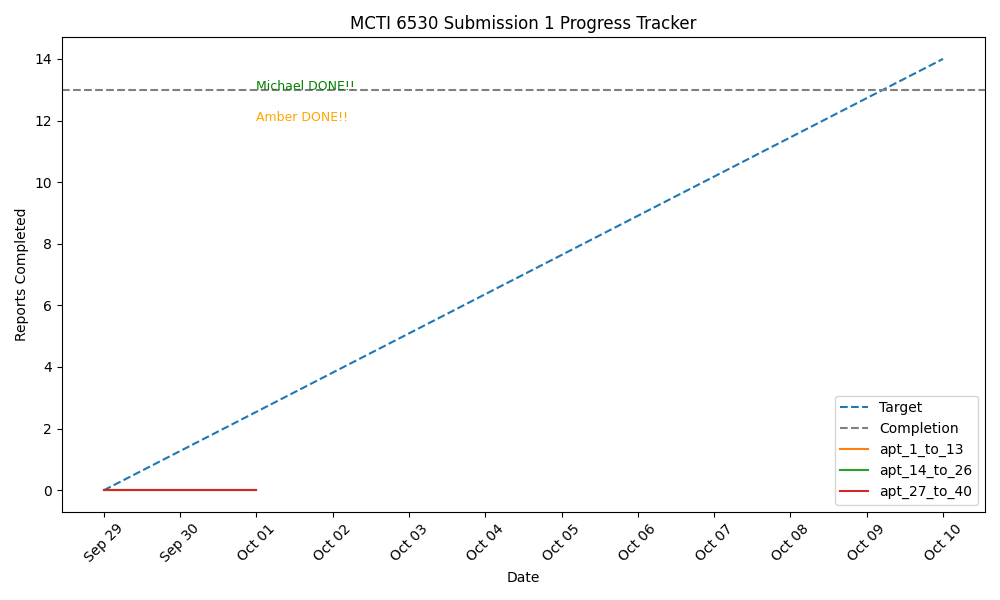 MCTI 6530 Submission 1 Progress Tracker
Reports Completed
14
12
10
8
6
4
2
0
Michael DONE!!
Amber DONE!!
Target
Completion
apt_1_to_13
apt_14_to_26
apt_27_to_40
Sep 29
Sep 30
Oct 01
Oct 02
Oct 03
Oct 04
Oct 05
Oct 06
Oct 07
Oct 08
Oct 09
Oct 10
Date